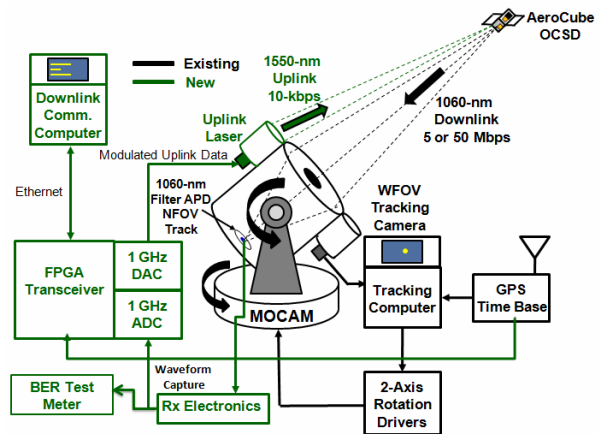 AeroCube
OCSD
Existing
New
1550-nm
Uplink
10-kbps
Downlink
Comm.
Computer
Uplink
Laser
1060-nm
Downlink
5 or 50 Mbps
Modulated Uplink Data
Ethernet
1060-nm
Filter APD
NFOV
Track
WFOV
Tracking
Camera
FPGA
Transceiver
1 GHz
DAC
1 GHz
ADC
Tracking
Computer
GPS
Time Base
MOCAM
Waveform
Capture
BER Test
Meter
Rx Electronics
2-Axis
Rotation
Drivers